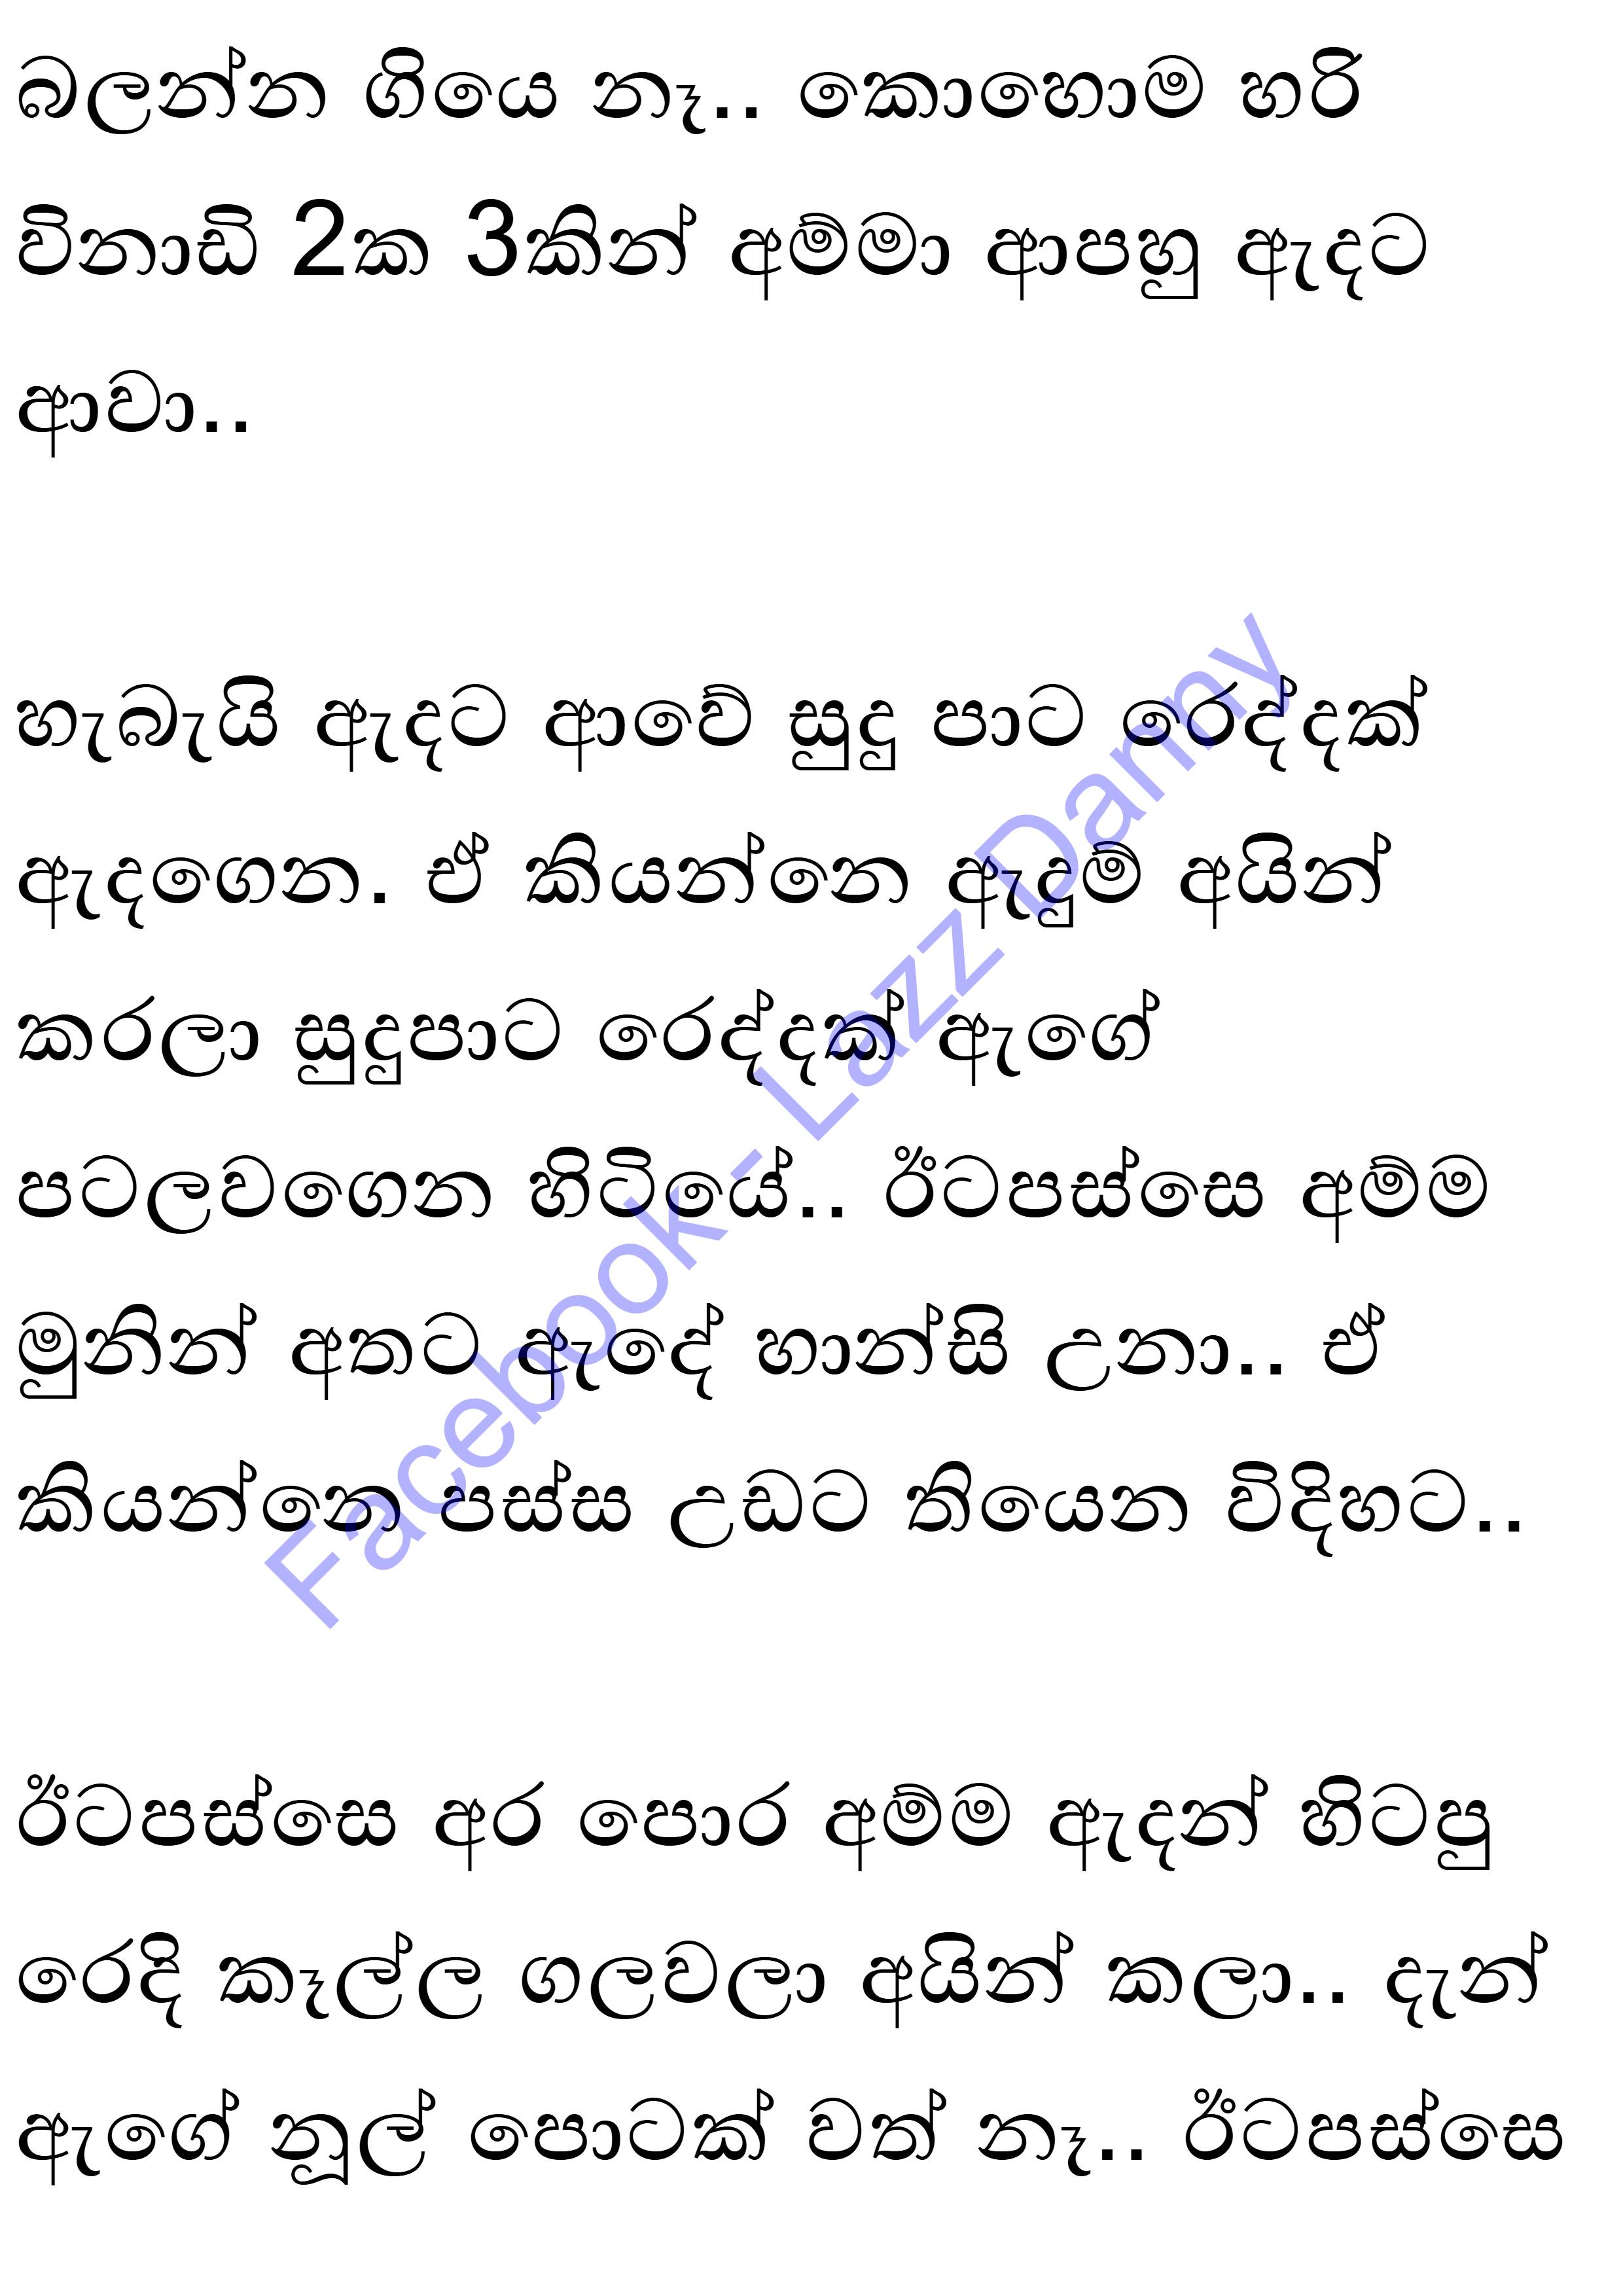 බලන්න ගියෙ නෑ.. කොහොම හරි
විනාඩි 2ක 3කින් අම්මා ආපහු ඇදට
ආවා..
හැබැයි ඇදට ආවේ සුදු පාට රෙද්දක්
ඇදගෙන. ඒ කියන්නෙ ඇදුම් අයින්
කරලා සුදුපාට රෙද්දක් ඇගේ
පටලවගෙන හිටියේ.. ඊටපස්සෙ අම්ම
මුනින් අතට ඇදේ හාන්සි උනා.. ඒ
කියන්නෙ පස්ස උඩට තියෙන විදිහට..
ඊටපස්සෙ අර පොර අම්ම ඇදන් හිටපු
රෙදි කෑල්ල ගලවලා අයින් කලා.. දැන්
ඇගේ නූල් පොටක් වත් නෑ.. ඊටපස්සෙ
Facebook - Lazz Danny